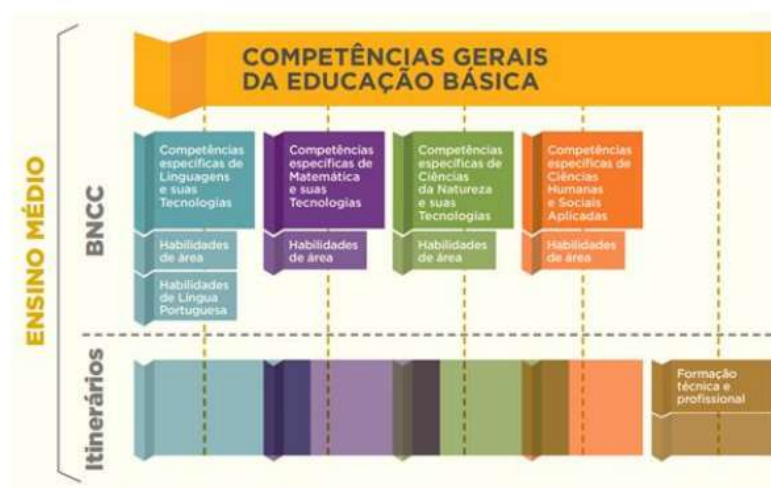 COMPETÊNCIAS GERAIS
DA EDUCAÇÃO BÁSICA
ENSINO MÉDIO
BNCC
Competências
específicas de
Linguagens
e suas
Tecnologias
Habilidades
de área
Habilidades
de Língua
Portuguesa
Competências
específicas de
Matemática
e suas
Tecnologias
Habilidades
de área
Competências
específicas de
Ciências
da Natureza
e suas
Tecnologias
Habilidades
de área
Competências
específicas de
Ciências
Humanas
e Sociais
Aplicadas
Habilidades
de área
Itinerários
Formação
técnica e
profissional